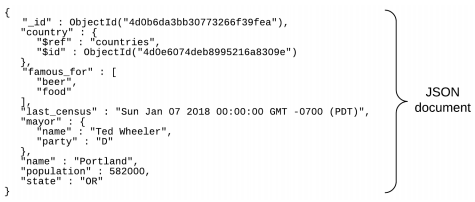 {
"_id" : ObjectId("4d0b6da3bb30773266f39fea"),
"country" : {
"$ref" : "countries",
"$id" : ObjectId("4d0e6074deb8995216a8309e")
},
"famous_for" : [
"beer",
"food"
],
"last_census" : "Sun Jan 07 2018 00:00:00 GMT -0700 (PDT)",
"mayor" : {
"name" : "Ted Wheeler",
"party" : "D"
},
"name" : "Portland",
"population" : 582000,
"state" : "OR"
}
JSON
document